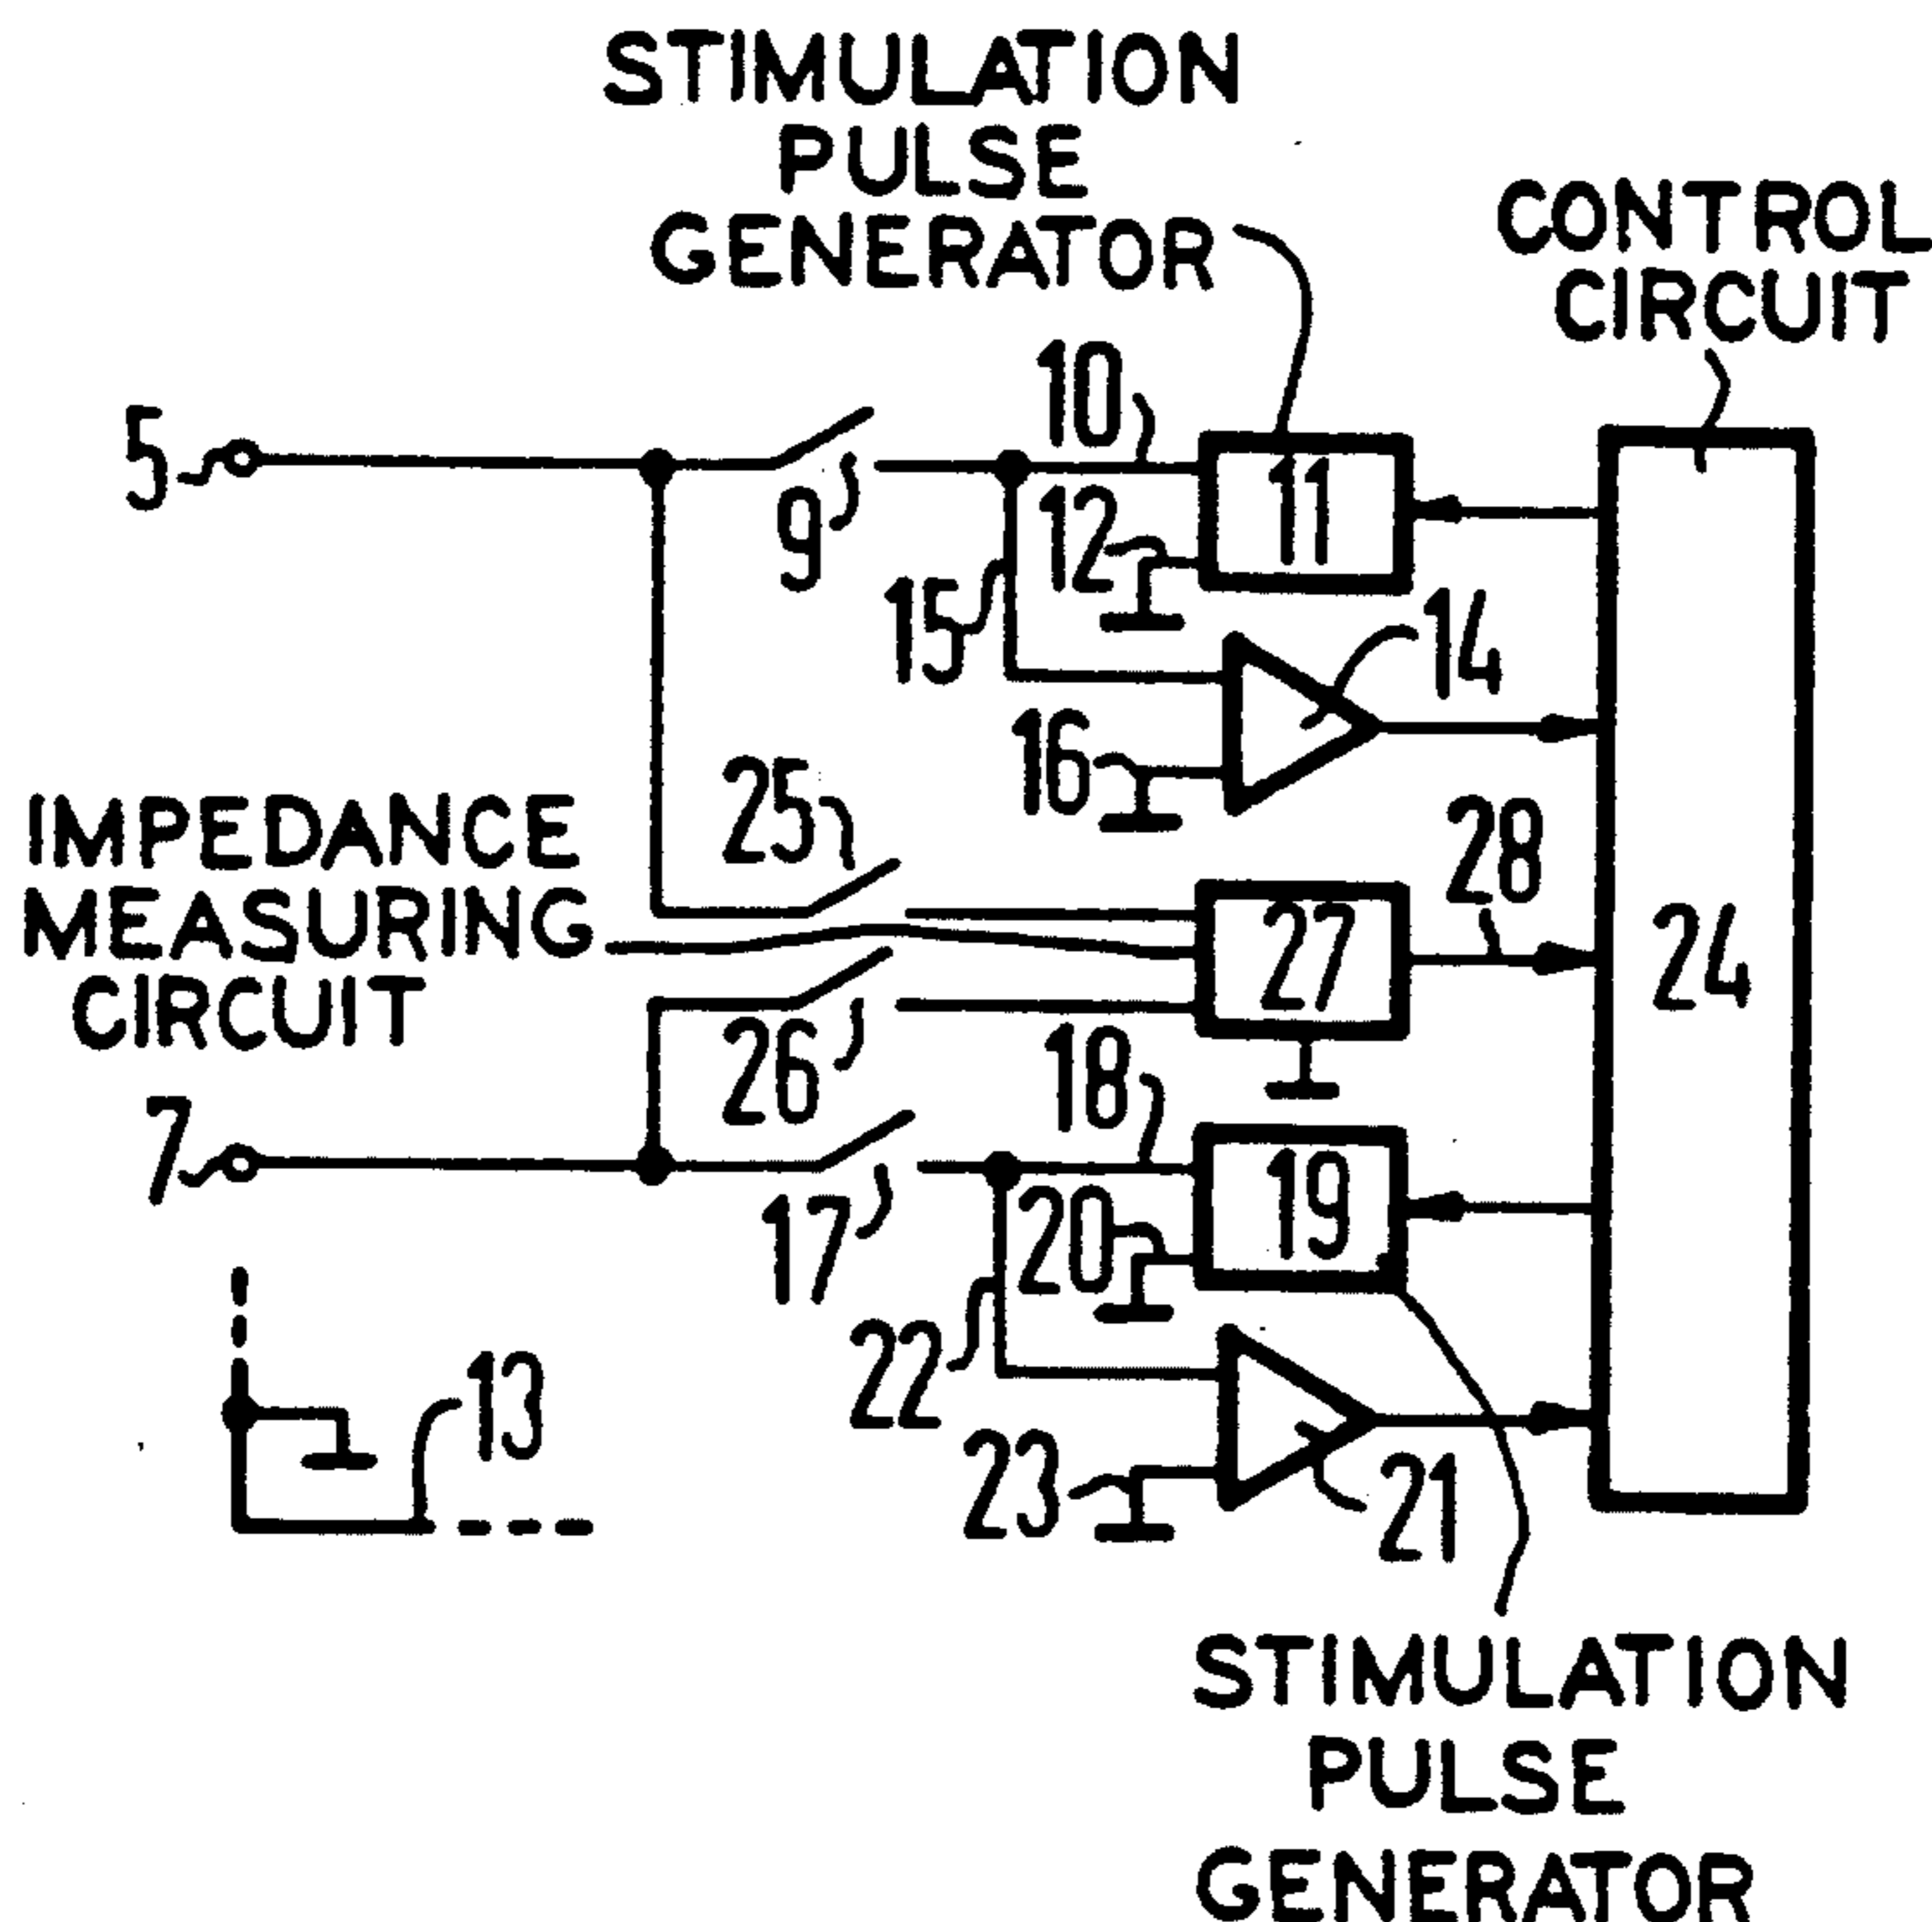 STIMULATION
PULSE
GENERATOR
CONTROL
CIRCUIT
10
5
9
12
11
15
14
16
25
IMPEDANCE
MEASURING
CIRCUIT
28
27
24
26
18
7
17
20
19
22
13
23
21
STIMULATION
PULSE
GENERATOR